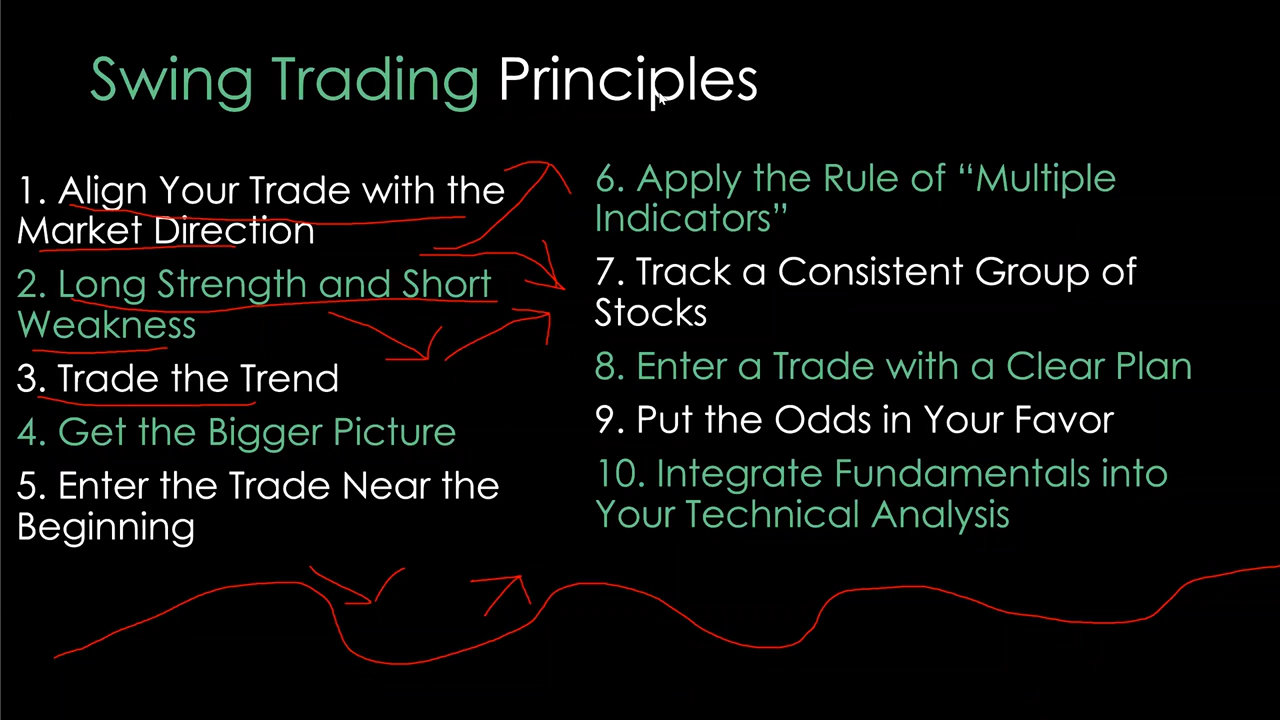 Swing Trading Principles
1. Align Your Trade with the
Market Direction
2. Long Strength and Short
Weakness
3. Trade the Trend
4. Get the Bigger Picture
5. Enter the Trade Near the
Beginning
6. Apply the Rule of “Multiple
Indicators”
7. Track a Consistent Group of
Stocks
8. Enter a Trade with a Clear Plan
9. Put the Odds in Your Favor
10. Integrate Fundamentals into
Your Technical Analysis